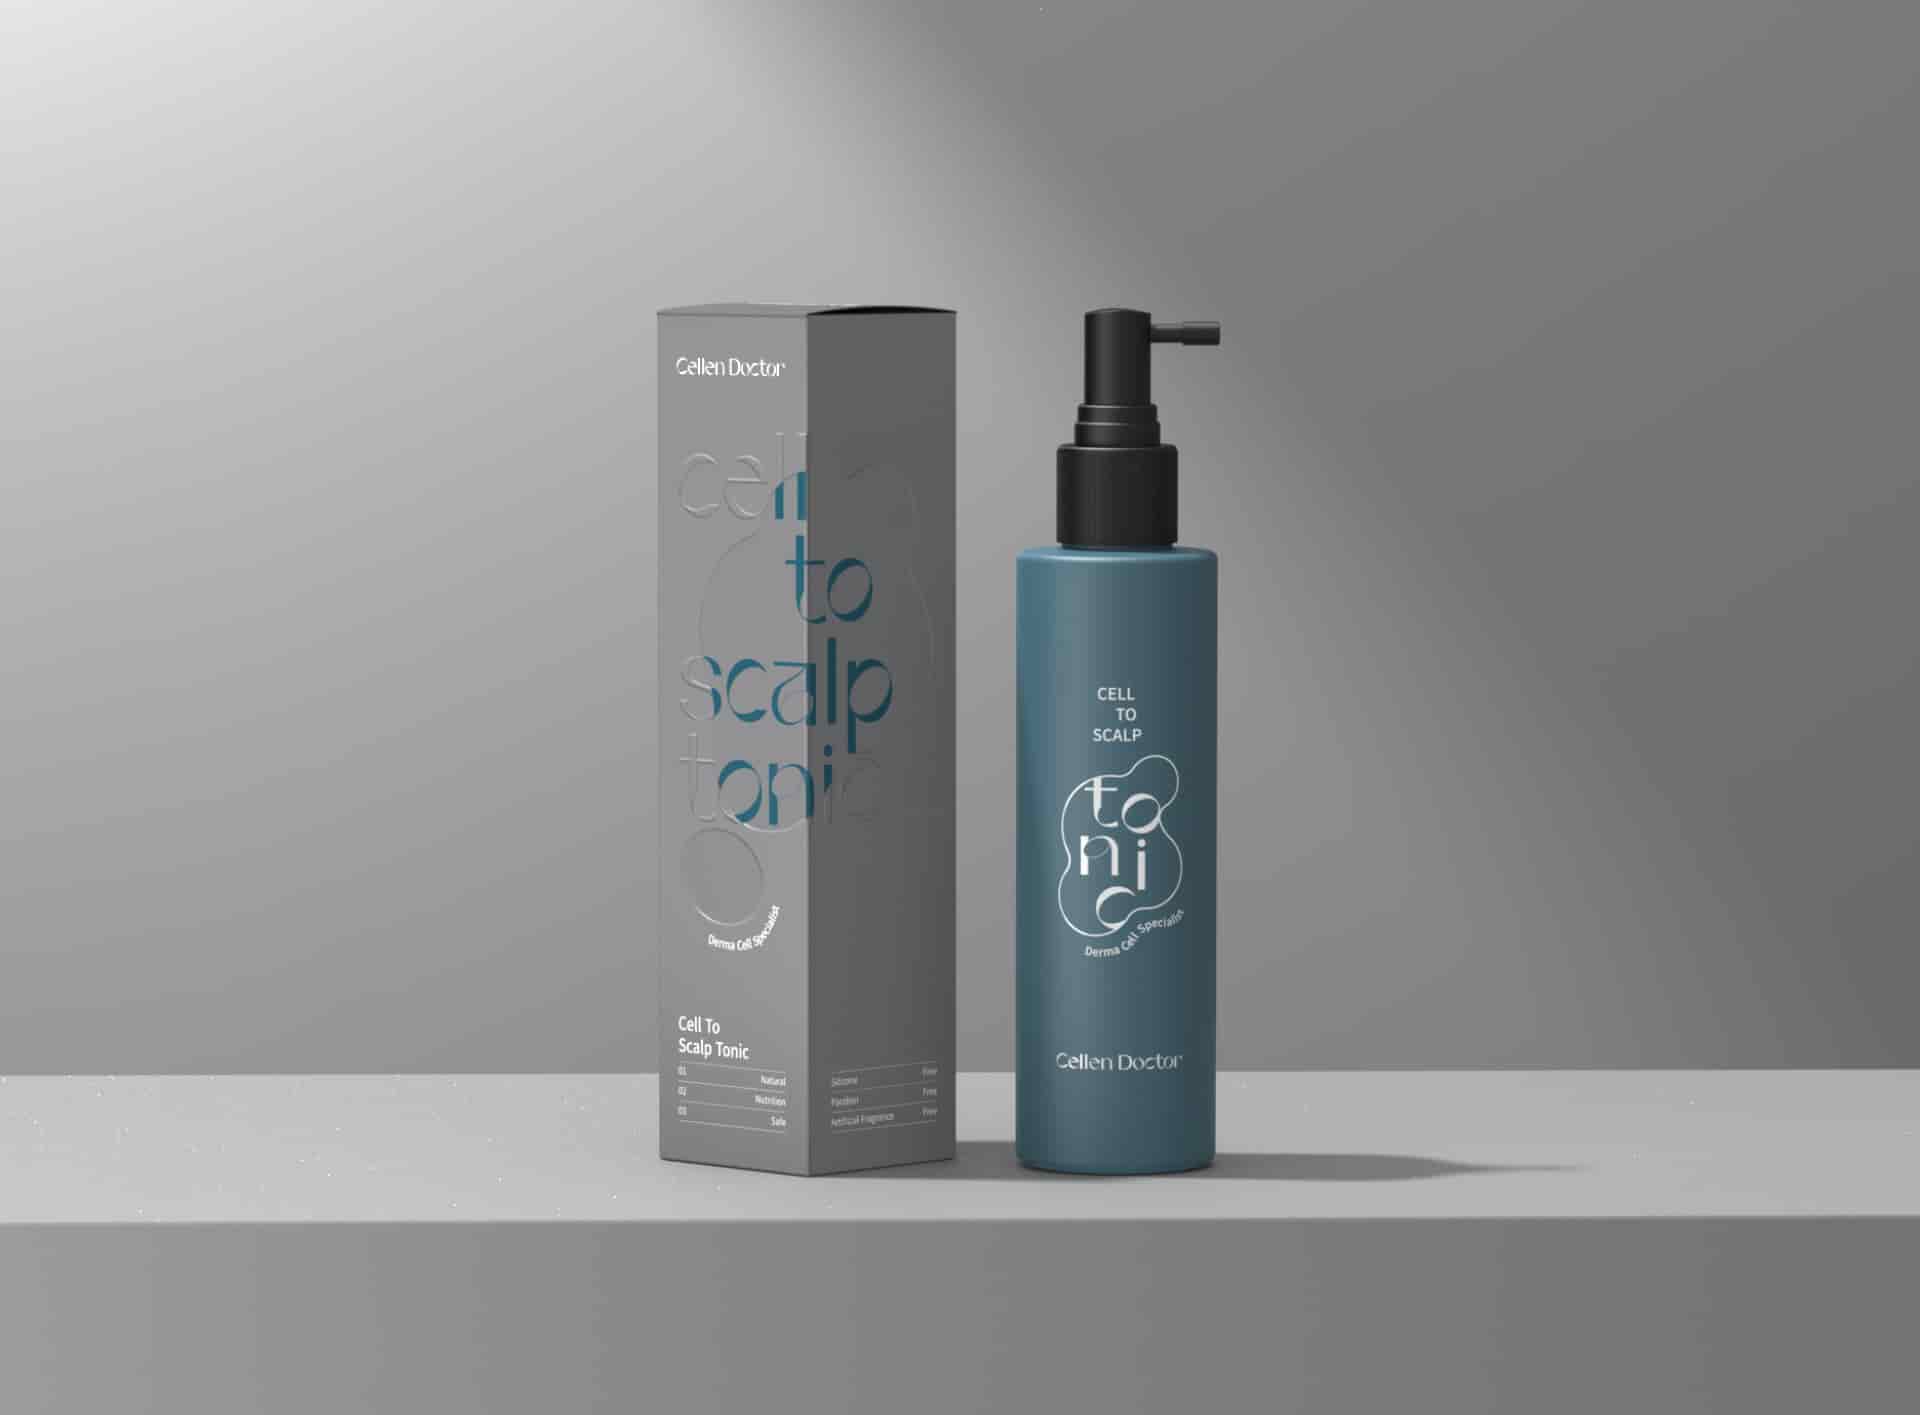 Cellen Doctor
cell
to
scalp
tonic
Derma Cell Specialist
Cell To
Scalp Tonic
01 Natural
02 Nutrition
03 Safe
Silicone Free
Paraben Free
Artificial Fragrance Free
CELL
TO
SCALP
to
ni
c
Derma Cell Specialist
Cellen Doctor